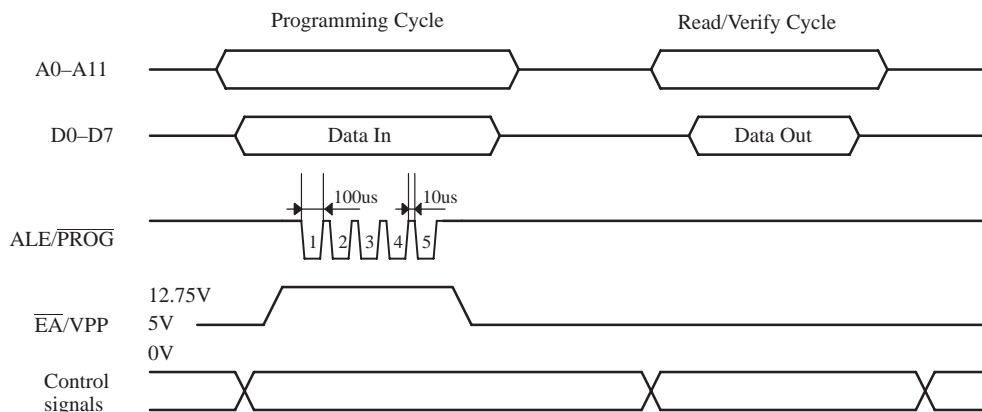 Programming Cycle
Read/Verify Cycle
A0–A11
D0–D7
Data In
Data Out
100us
10us
ALE/PROG
1 2 3 4 5
12.75V
EA/VPP
5V
0V
Control
signals